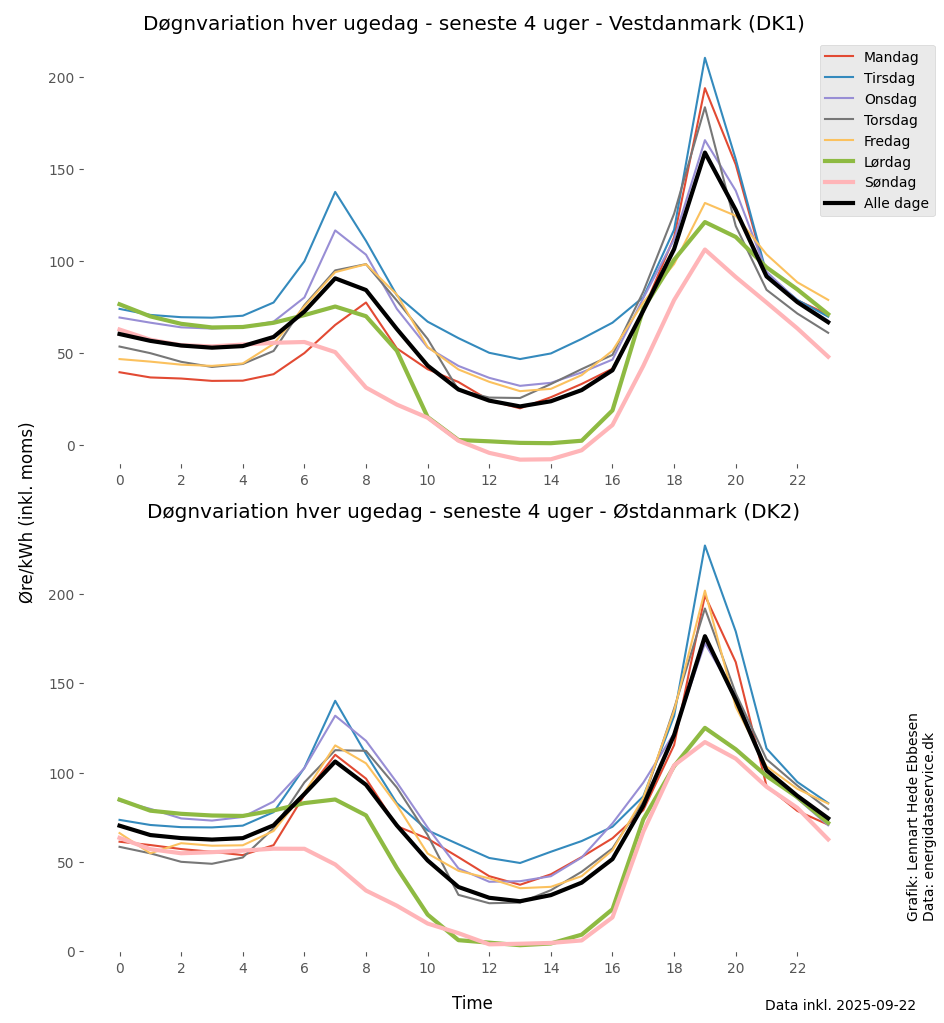 Døgnvariation hver ugedag - seneste 4 uger - Vestdanmark (DK1)
Mandag
Tirsdag
Onsdag
Torsdag
Fredag
Lørdag
Søndag
Alle dage
200
150
100
50
0
0 2 4 6 8 10 12 14 16 18 20 22
Døgnvariation hver ugedag - seneste 4 uger - Østdanmark (DK2)
Øre/kWh (inkl. moms)
200
150
100
50
0
0 2 4 6 8 10 12 14 16 18 20 22
Time
Grafik: Lennart Hede Ebbesen
Data: energidataservice.dk
Data inkl. 2025-09-22